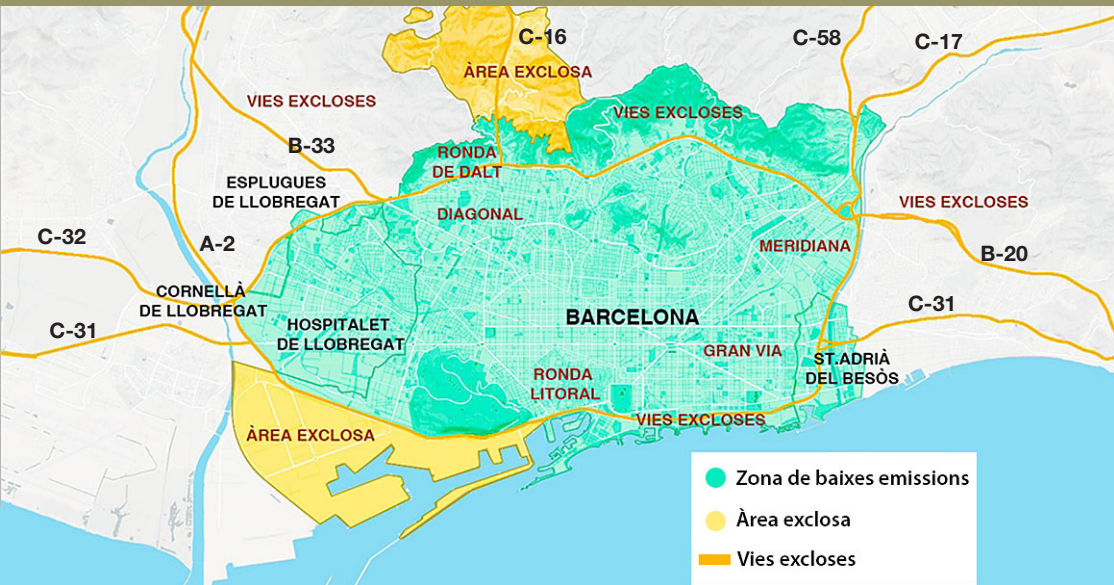 C-16
C-58
C-17
ÀREA EXCLOSA
VIES EXCLOSES
VIES EXCLOSES
B-33
RONDA
DE DALT
ESPLUGUES
DE LLOBREGAT
DIAGONAL
VIES EXCLOSES
C-32
A-2
MERIDIANA
B-20
CORNELLÀ
DE LLOBREGAT
C-31
HOSPITALET
DE LLOBREGAT
BARCELONA
C-31
GRAN VIA
ST.ADRIÀ
DEL BESÒS
RONDA
LITORAL
VIES EXCLOSES
ÀREA EXCLOSA
Zona de baixes emissions
Àrea exclosa
Vies excloses